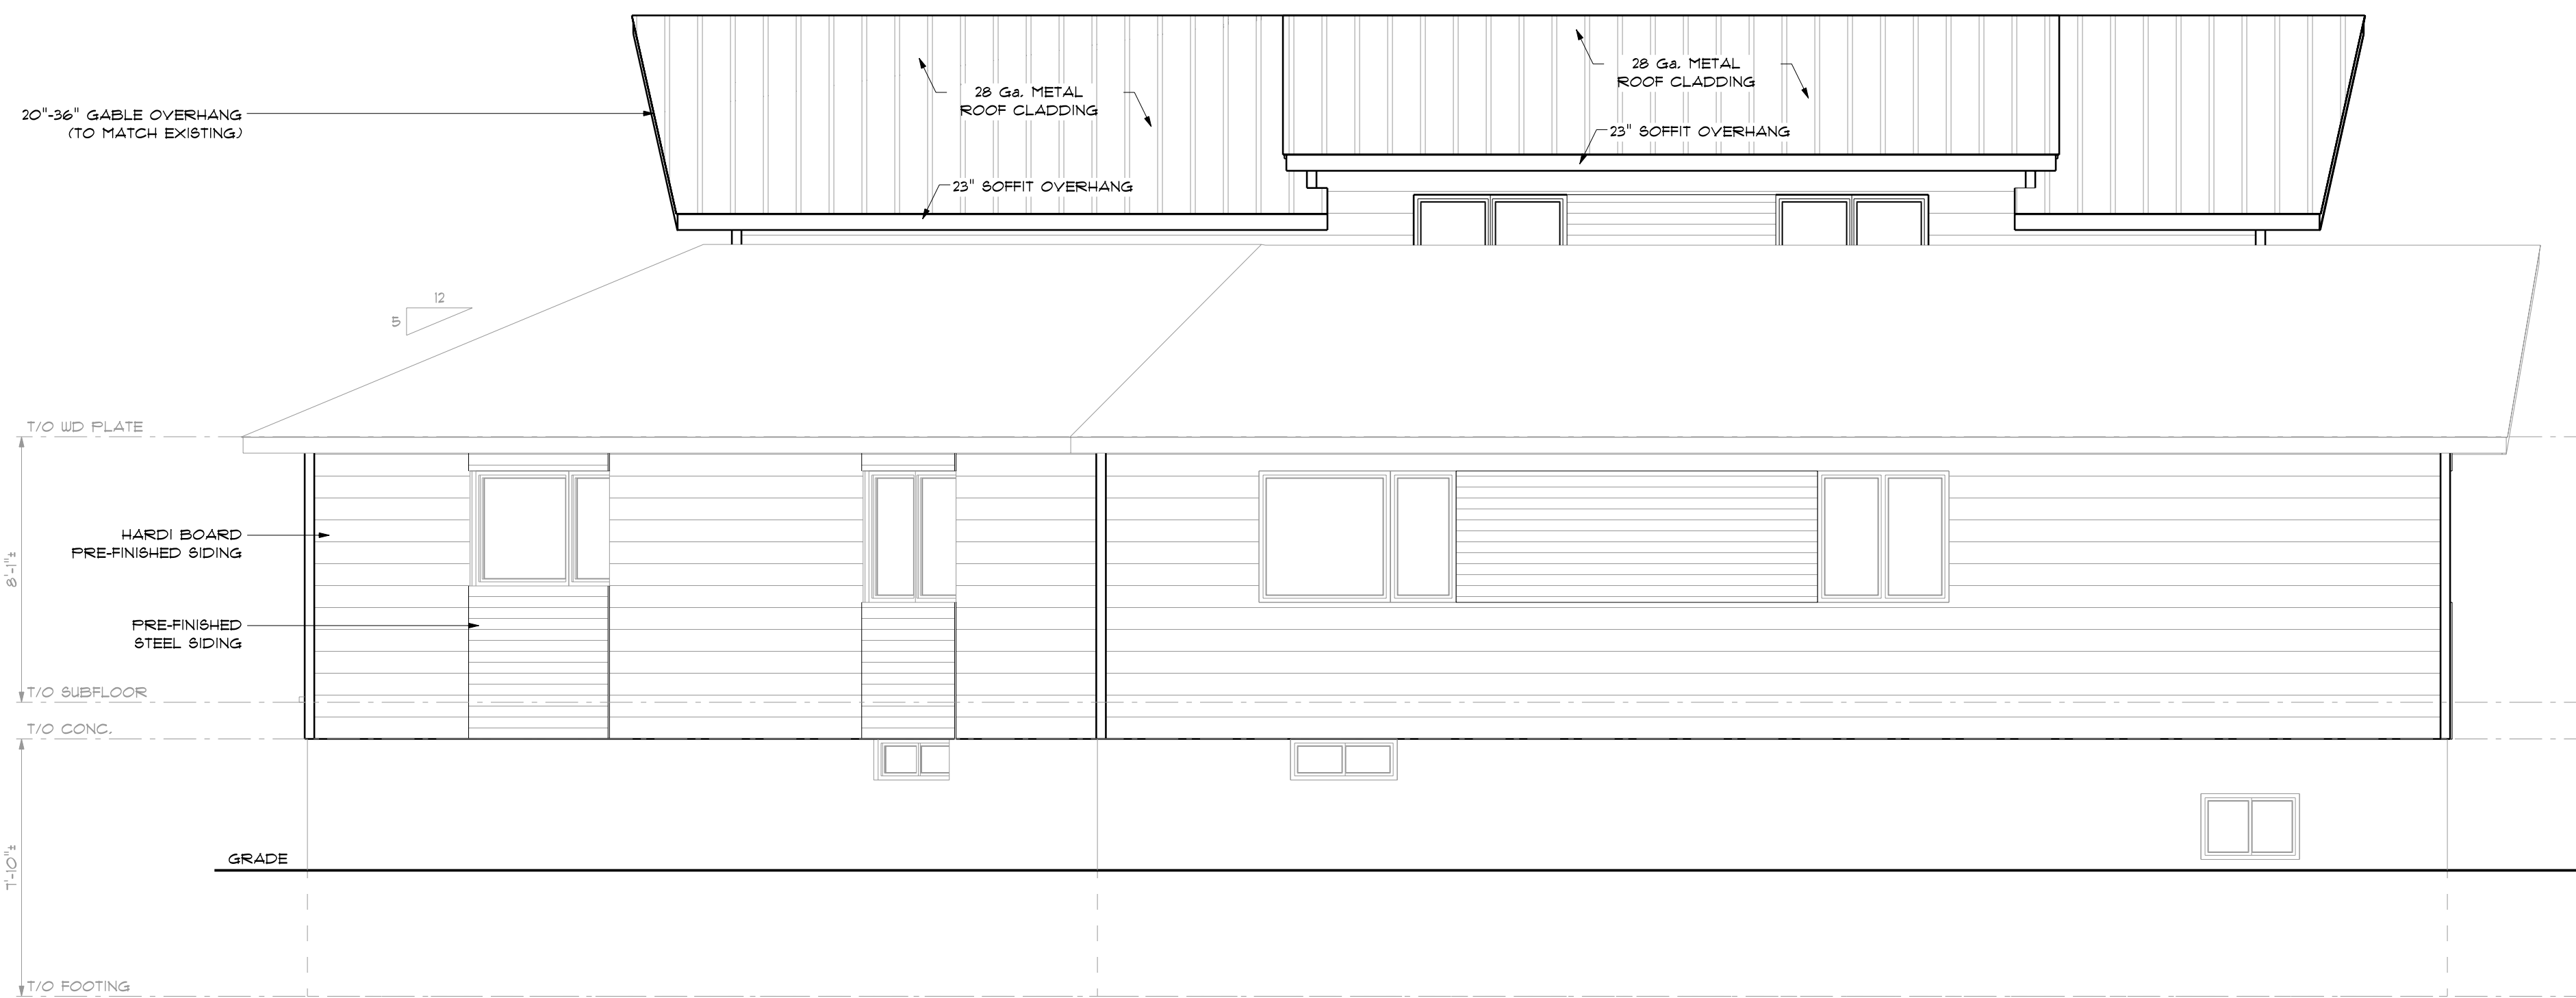 28 Ga. METAL
ROOF CLADDING
28 Ga. METAL
ROOF CLADDING
20"-36" GABLE OVERHANG
(TO MATCH EXISTING)
23" SOFFIT OVERHANG
23" SOFFIT OVERHANG
12
5
T/O WD PLATE
HARDI BOARD
PRE-FINISHED SIDING
8'-1"±
PRE-FINISHED
STEEL SIDING
T/O SUBFLOOR
T/O CONC.
GRADE
7'-10"±
T/O FOOTING